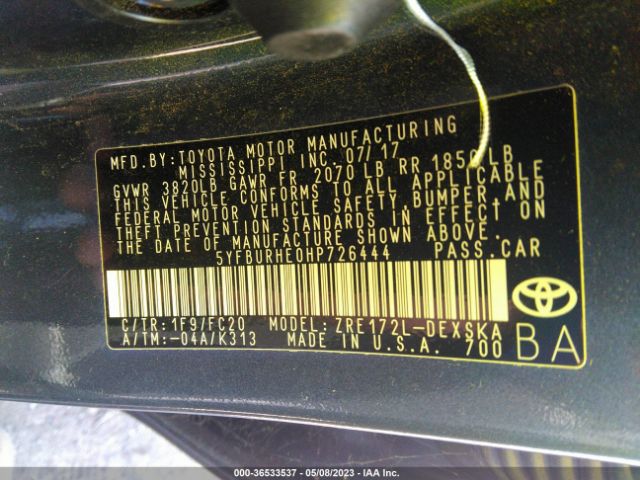 MFD.BY:TOYOTA MOTOR MANUFACTURING
MISSISSIPPI INC. 07/17
GVWR 3820LB GAWR FR 2070 LB RR 1850 LB
THIS VEHICLE CONFORMS TO ALL APPLICABLE
FEDERAL MOTOR VEHICLE SAFETY,BUMPER,AND
THEFT PREVENTION STANDARDS IN EFFECT ON
THE DATE OF MANUFACTURE SHOWN ABOVE.
5YFBURHE0HP726444 PASS.CAR
C/TR:1F9/FC20 MODEL:ZRE172L-DEXSKA
A/TM:-04A/K313 MADE IN U.S.A. 700
BA
000-36533537 - 05/08/2023 - IAA Inc.